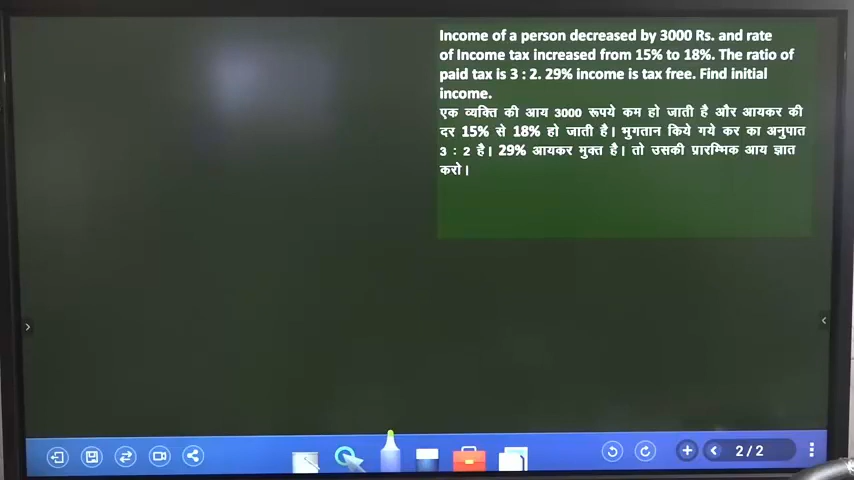 Income of a person decreased by 3000 Rs. and rate
of Income tax increased from 15% to 18%. The ratio of
paid tax is 3 : 2. 29% income is tax free. Find initial
income.
एक व्यक्ति की आय 3000 रूपये कम हो जाती है और आयकर की
दर 15% से 18% हो जाती है। भुगतान किये गये कर का अनुपात
3 : 2 है। 29% आयकर मुक्त है। तो उसकी प्रारम्भिक आय ज्ञात
करो।
2 / 2